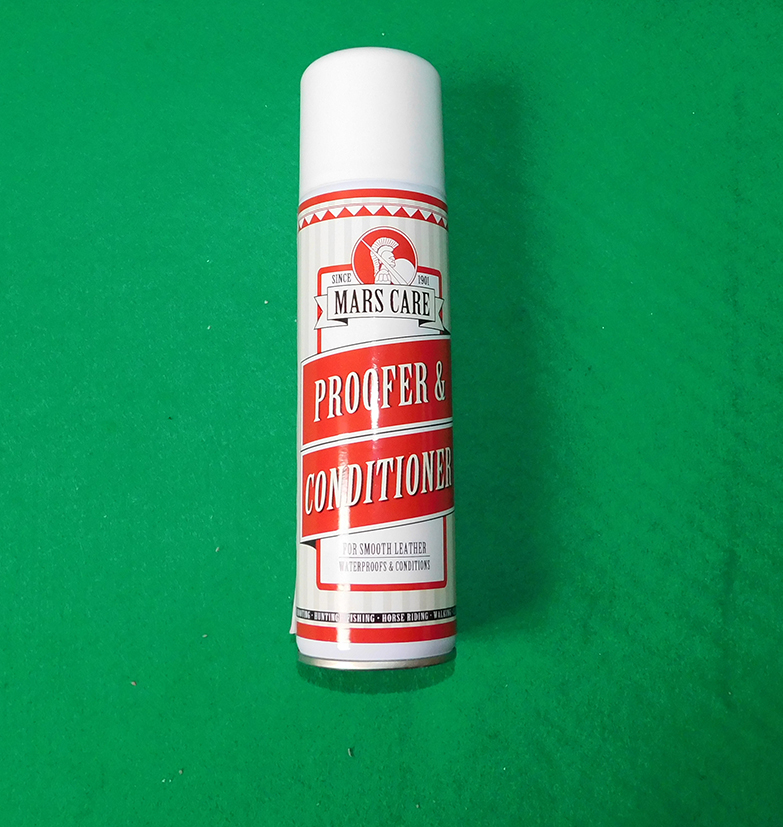 SINCE 1901
MARS CARE
PROOFER &
CONDITIONER
FOR SMOOTH LEATHER
WATERPROOFS & CONDITIONS
HUNTING • FISHING • HORSE RIDING • WALKING